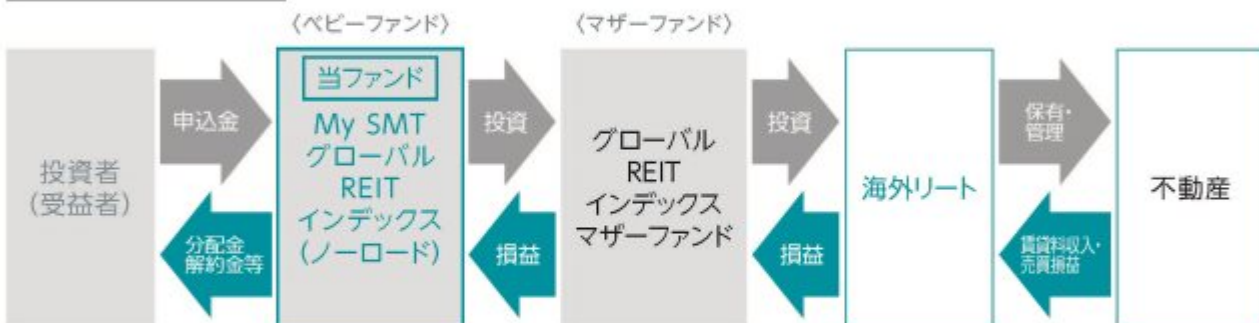 〈ベビーファンド〉
〈マザーファンド〉
投資者
(受益者)
申込金
分配金
解約金等
当ファンド
My SMT
グローバル
REIT
インデックス
(ノーロード)
投資
損益
グローバル
REIT
インデックス
マザーファンド
投資
損益
海外リート
保有・
管理
賃貸料収入・
売買損益
不動産